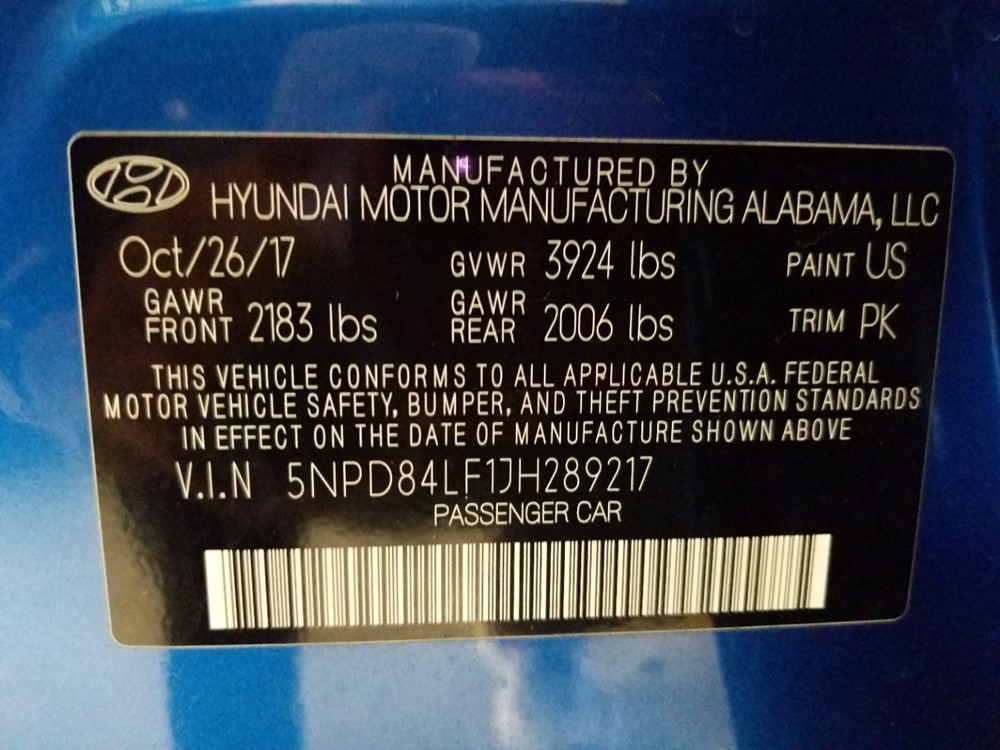 MANUFACTURED BY
HYUNDAI MOTOR MANUFACTURING ALABAMA, LLC
Oct/26/17 GVWR 3924 lbs PAINT US
GAWR FRONT 2183 lbs GAWR REAR 2006 lbs TRIM PK
THIS VEHICLE CONFORMS TO ALL APPLICABLE U.S.A. FEDERAL
MOTOR VEHICLE SAFETY, BUMPER, AND THEFT PREVENTION STANDARDS
IN EFFECT ON THE DATE OF MANUFACTURE SHOWN ABOVE
V.I.N 5NPD84LF1JH289217
PASSENGER CAR